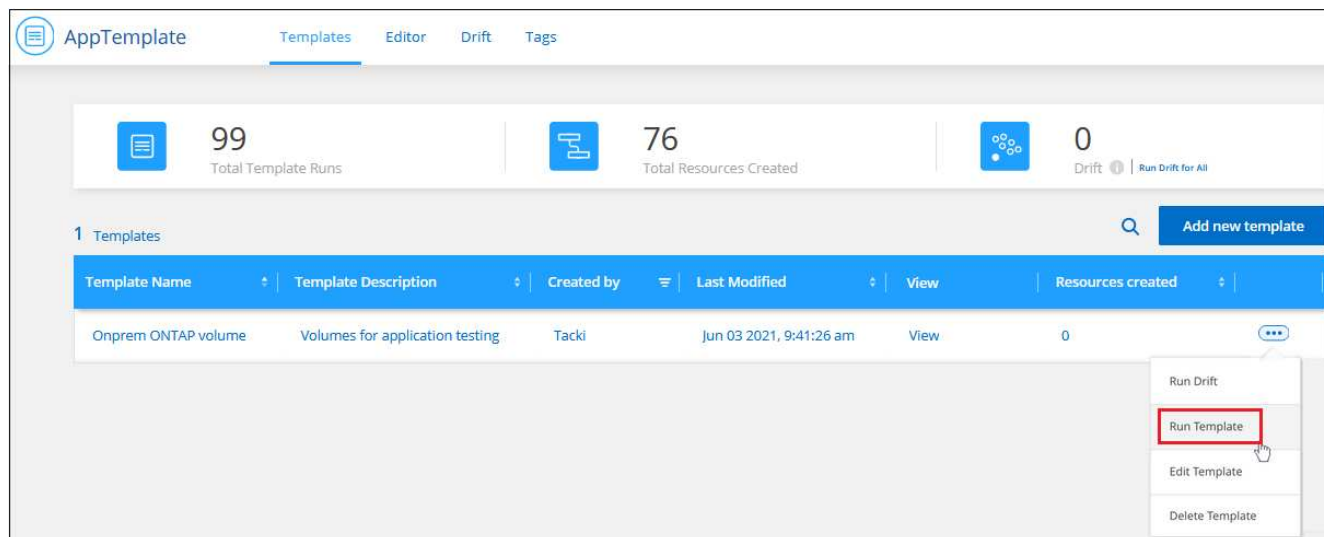 AppTemplate Templates Editor Drift Tags
99 76 0
Total Template Runs Total Resources Created Drift Run Drift for All
1 Templates Add new template
Template Name Template Description Created by Last Modified View Resources created
Onprem ONTAP volume Volumes for application testing Tacki Jun 03 2021, 9:41:26 am View 0
Run Drift
Run Template
Edit Template
Delete Template